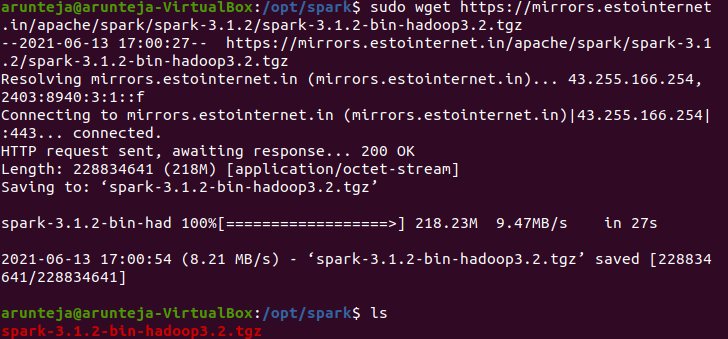 arunteja@arunteja-VirtualBox:/opt/spark$ sudo wget https://mirrors.estointernet
.in/apache/spark/spark-3.1.2/spark-3.1.2-bin-hadoop3.2.tgz
--2021-06-13 17:00:27--  https://mirrors.estointernet.in/apache/spark/spark-3.1
.2/spark-3.1.2-bin-hadoop3.2.tgz
Resolving mirrors.estointernet.in (mirrors.estointernet.in)... 43.255.166.254,
2403:8940:3:1::f
Connecting to mirrors.estointernet.in (mirrors.estointernet.in)|43.255.166.254|
:443... connected.
HTTP request sent, awaiting response... 200 OK
Length: 228834641 (218M) [application/octet-stream]
Saving to: ‘spark-3.1.2-bin-hadoop3.2.tgz’

spark-3.1.2-bin-had 100%[===================>] 218.23M  9.47MB/s    in 27s

2021-06-13 17:00:54 (8.21 MB/s) - ‘spark-3.1.2-bin-hadoop3.2.tgz’ saved [228834
641/228834641]

arunteja@arunteja-VirtualBox:/opt/spark$ ls
spark-3.1.2-bin-hadoop3.2.tgz